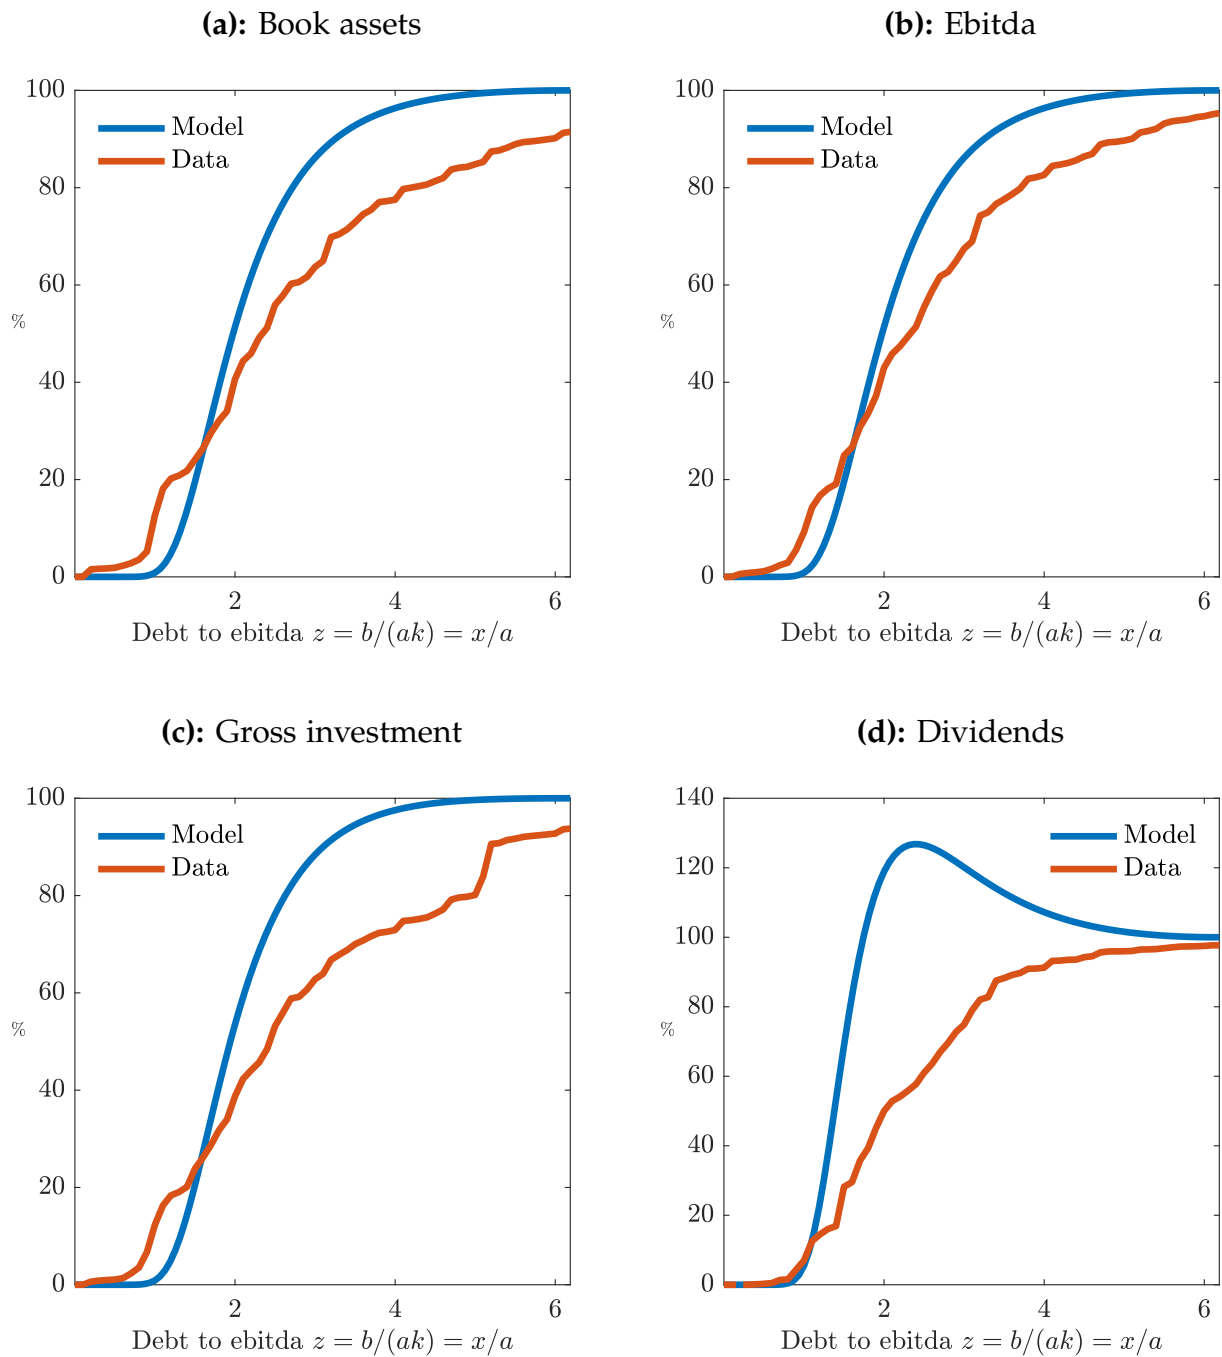 (a): Book assets
100
80
60
40
20
0
%
Model
Data
2
4
6
Debt to ebitda z = b/(ak) = x/a
(b): Ebitda
100
80
60
40
20
0
%
Model
Data
2
4
6
Debt to ebitda z = b/(ak) = x/a
(c): Gross investment
100
80
60
40
20
0
%
Model
Data
2
4
6
Debt to ebitda z = b/(ak) = x/a
(d): Dividends
140
120
100
80
60
40
20
0
%
Model
Data
2
4
6
Debt to ebitda z = b/(ak) = x/a